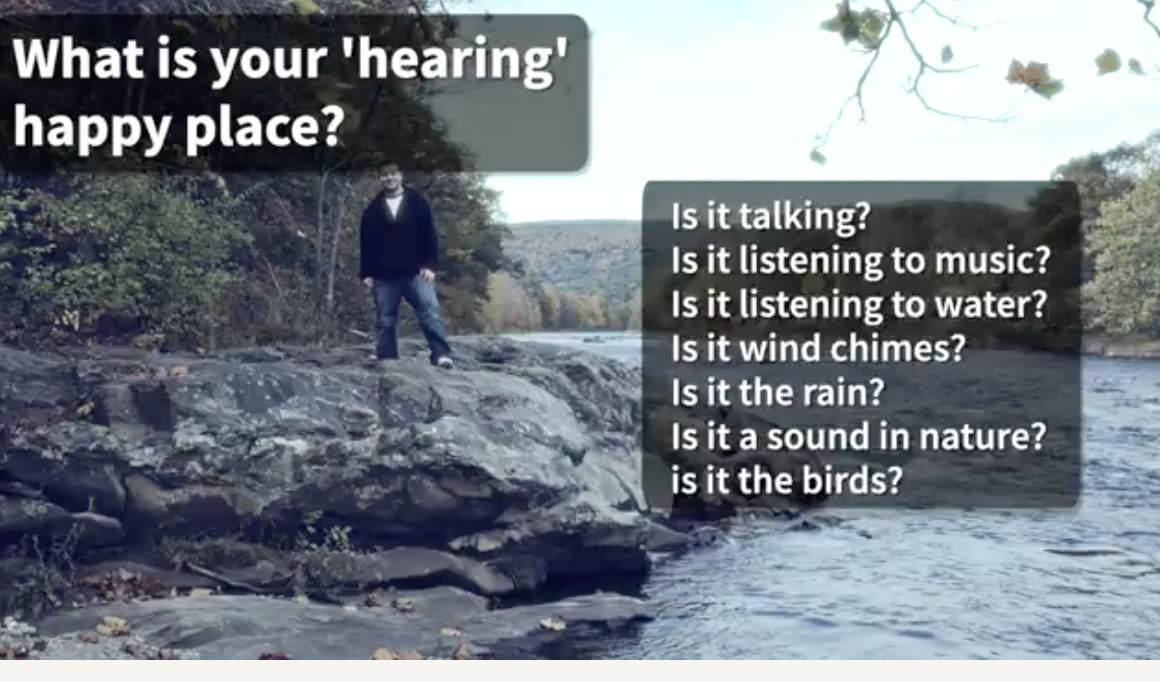 What is your 'hearing'
happy place?
Is it talking?
Is it listening to music?
Is it listening to water?
Is it wind chimes?
Is it the rain?
Is it a sound in nature?
is it the birds?